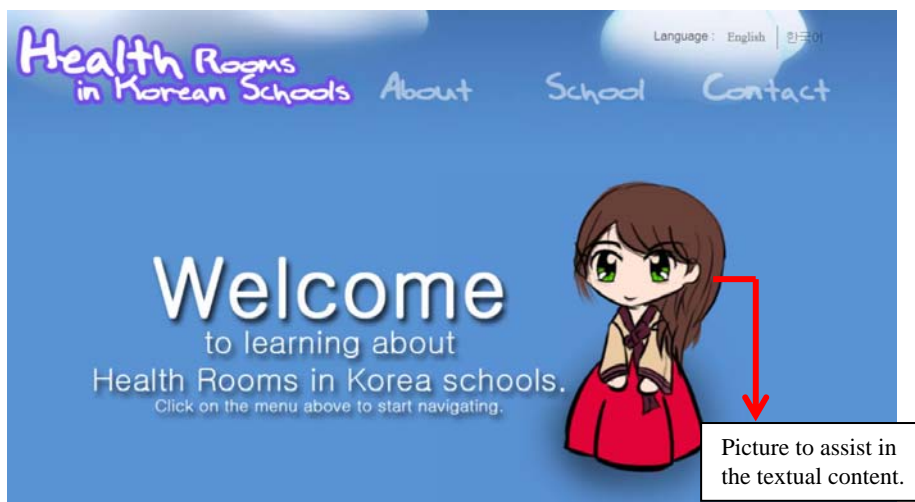 Health Rooms
in Korean Schools
Language : English | 한국어
About School Contact
Welcome
to learning about
Health Rooms in Korea schools.
Click on the menu above to start navigating.
Picture to assist in
the textual content.